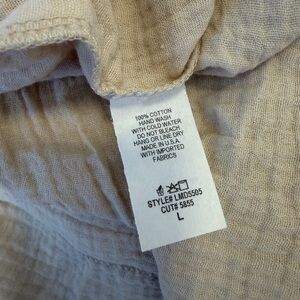 100% COTTON
HAND WASH
WITH COLD WATER
DO NOT BLEACH
HANG OR LINE DRY
MADE IN U.S.A
WITH IMPORTED
FABRICS
STYLE# LMD5505
CUT# 5855
L